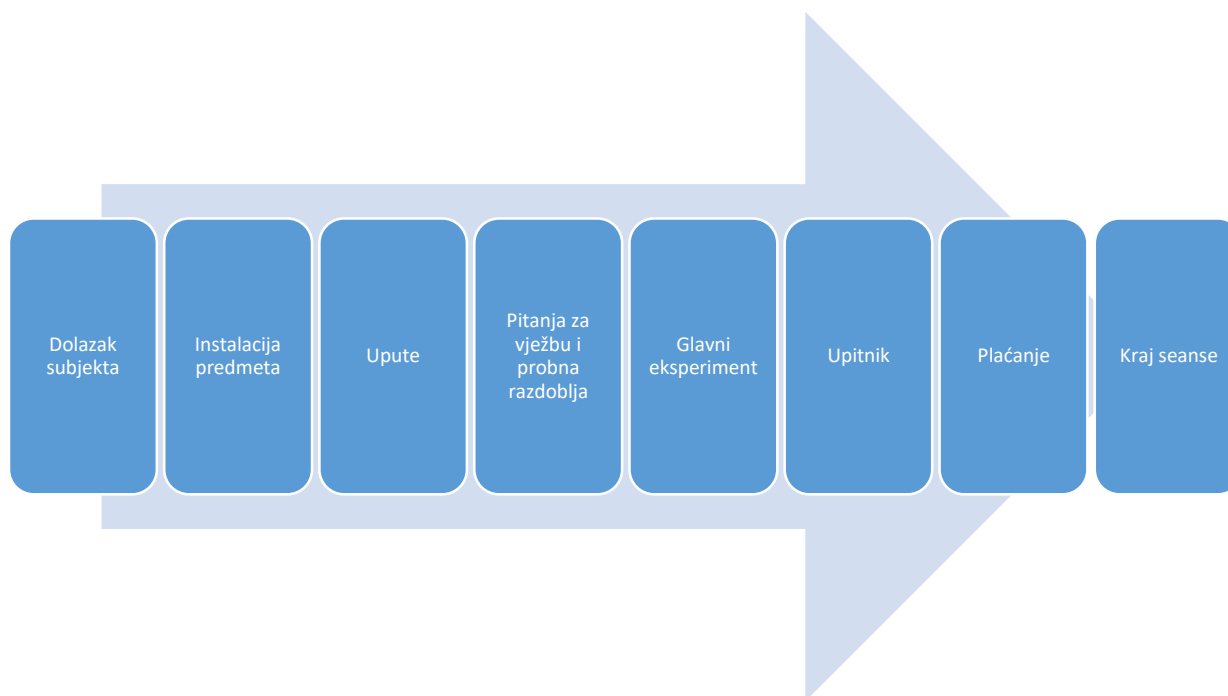 Dolazak
subjekta
Instalacija
predmeta
Upute
Pitanja za
vježbu i
probna
razdoblja
Glavni
eksperiment
Upitnik
Plaćanje
Kraj seanse